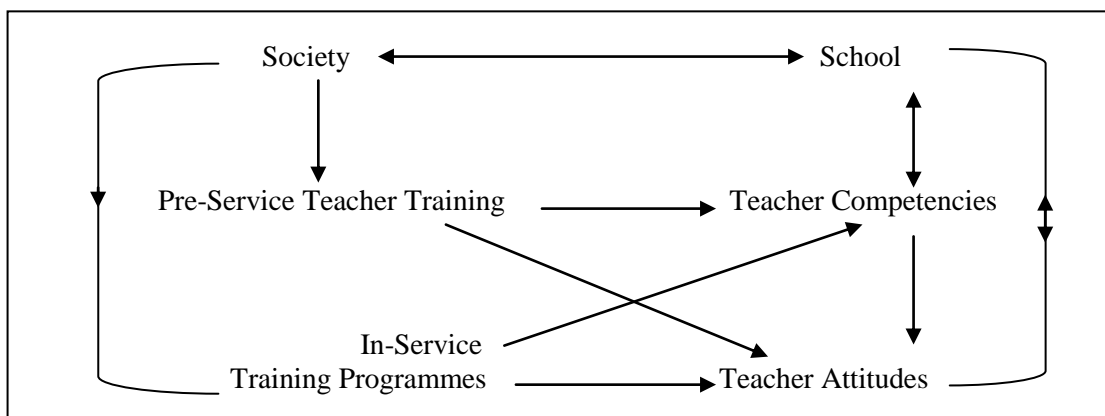 Society School
Pre-Service Teacher Training Teacher Competencies
In-Service
Training Programmes Teacher Attitudes